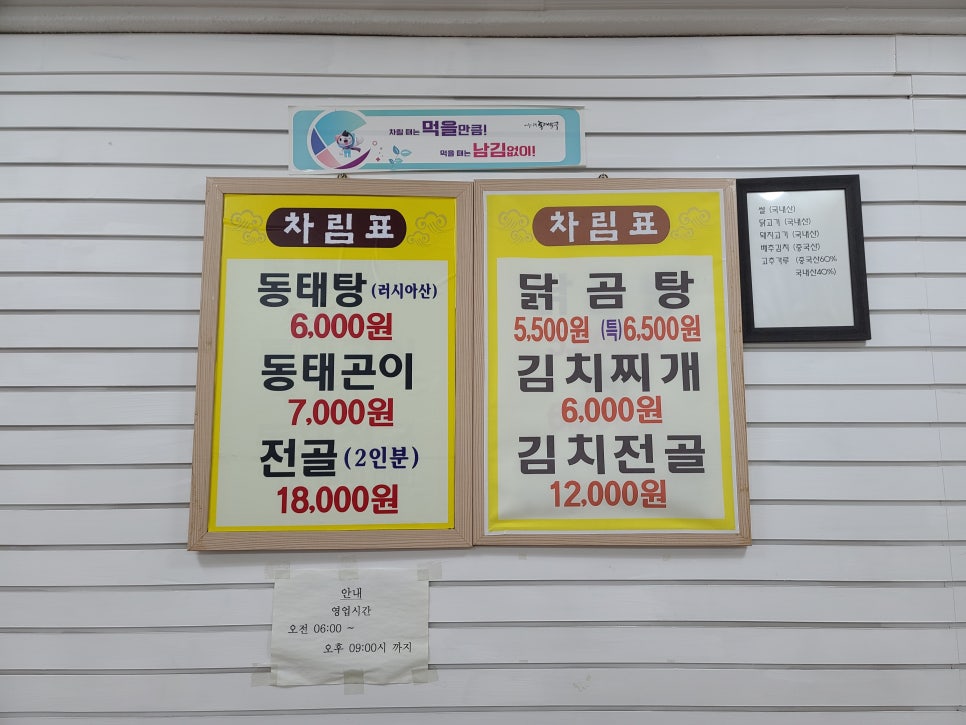 차릴 때는 먹을만큼!
먹을 때는 남김없이!
차림표
동태탕 (러시아산)
6,000원
동태곤이
7,000원
전골 (2인분)
18,000원
차림표
닭곰탕
5,500원 (특)6,500원
김치찌개
6,000원
김치전골
12,000원
쌀 (국내산)
닭고기 (국내산)
돼지고기 (국내산)
배추김치 (중국산)
고추가루 (중국산60%
국내산40%)
안내
영업시간
오전 06:00 ~
오후 09:00시 까지